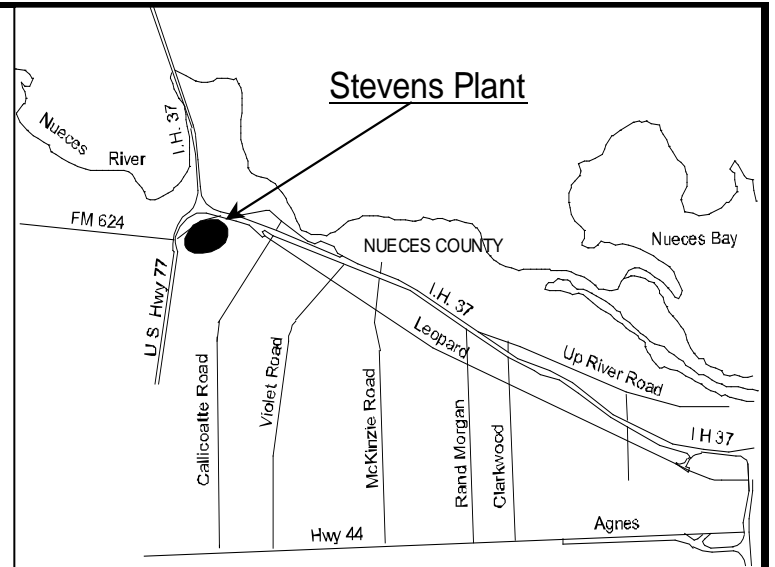 Stevens Plant
Nueces
River
I.H. 37
FM 624
U S Hwy 77
NUECES COUNTY
Nueces Bay
I.H. 37
Leopard
Up River Road
I H 37
Callicoatte Road
Violet Road
McKinzie Road
Rand Morgan
Clarkwood
Agnes
Hwy 44